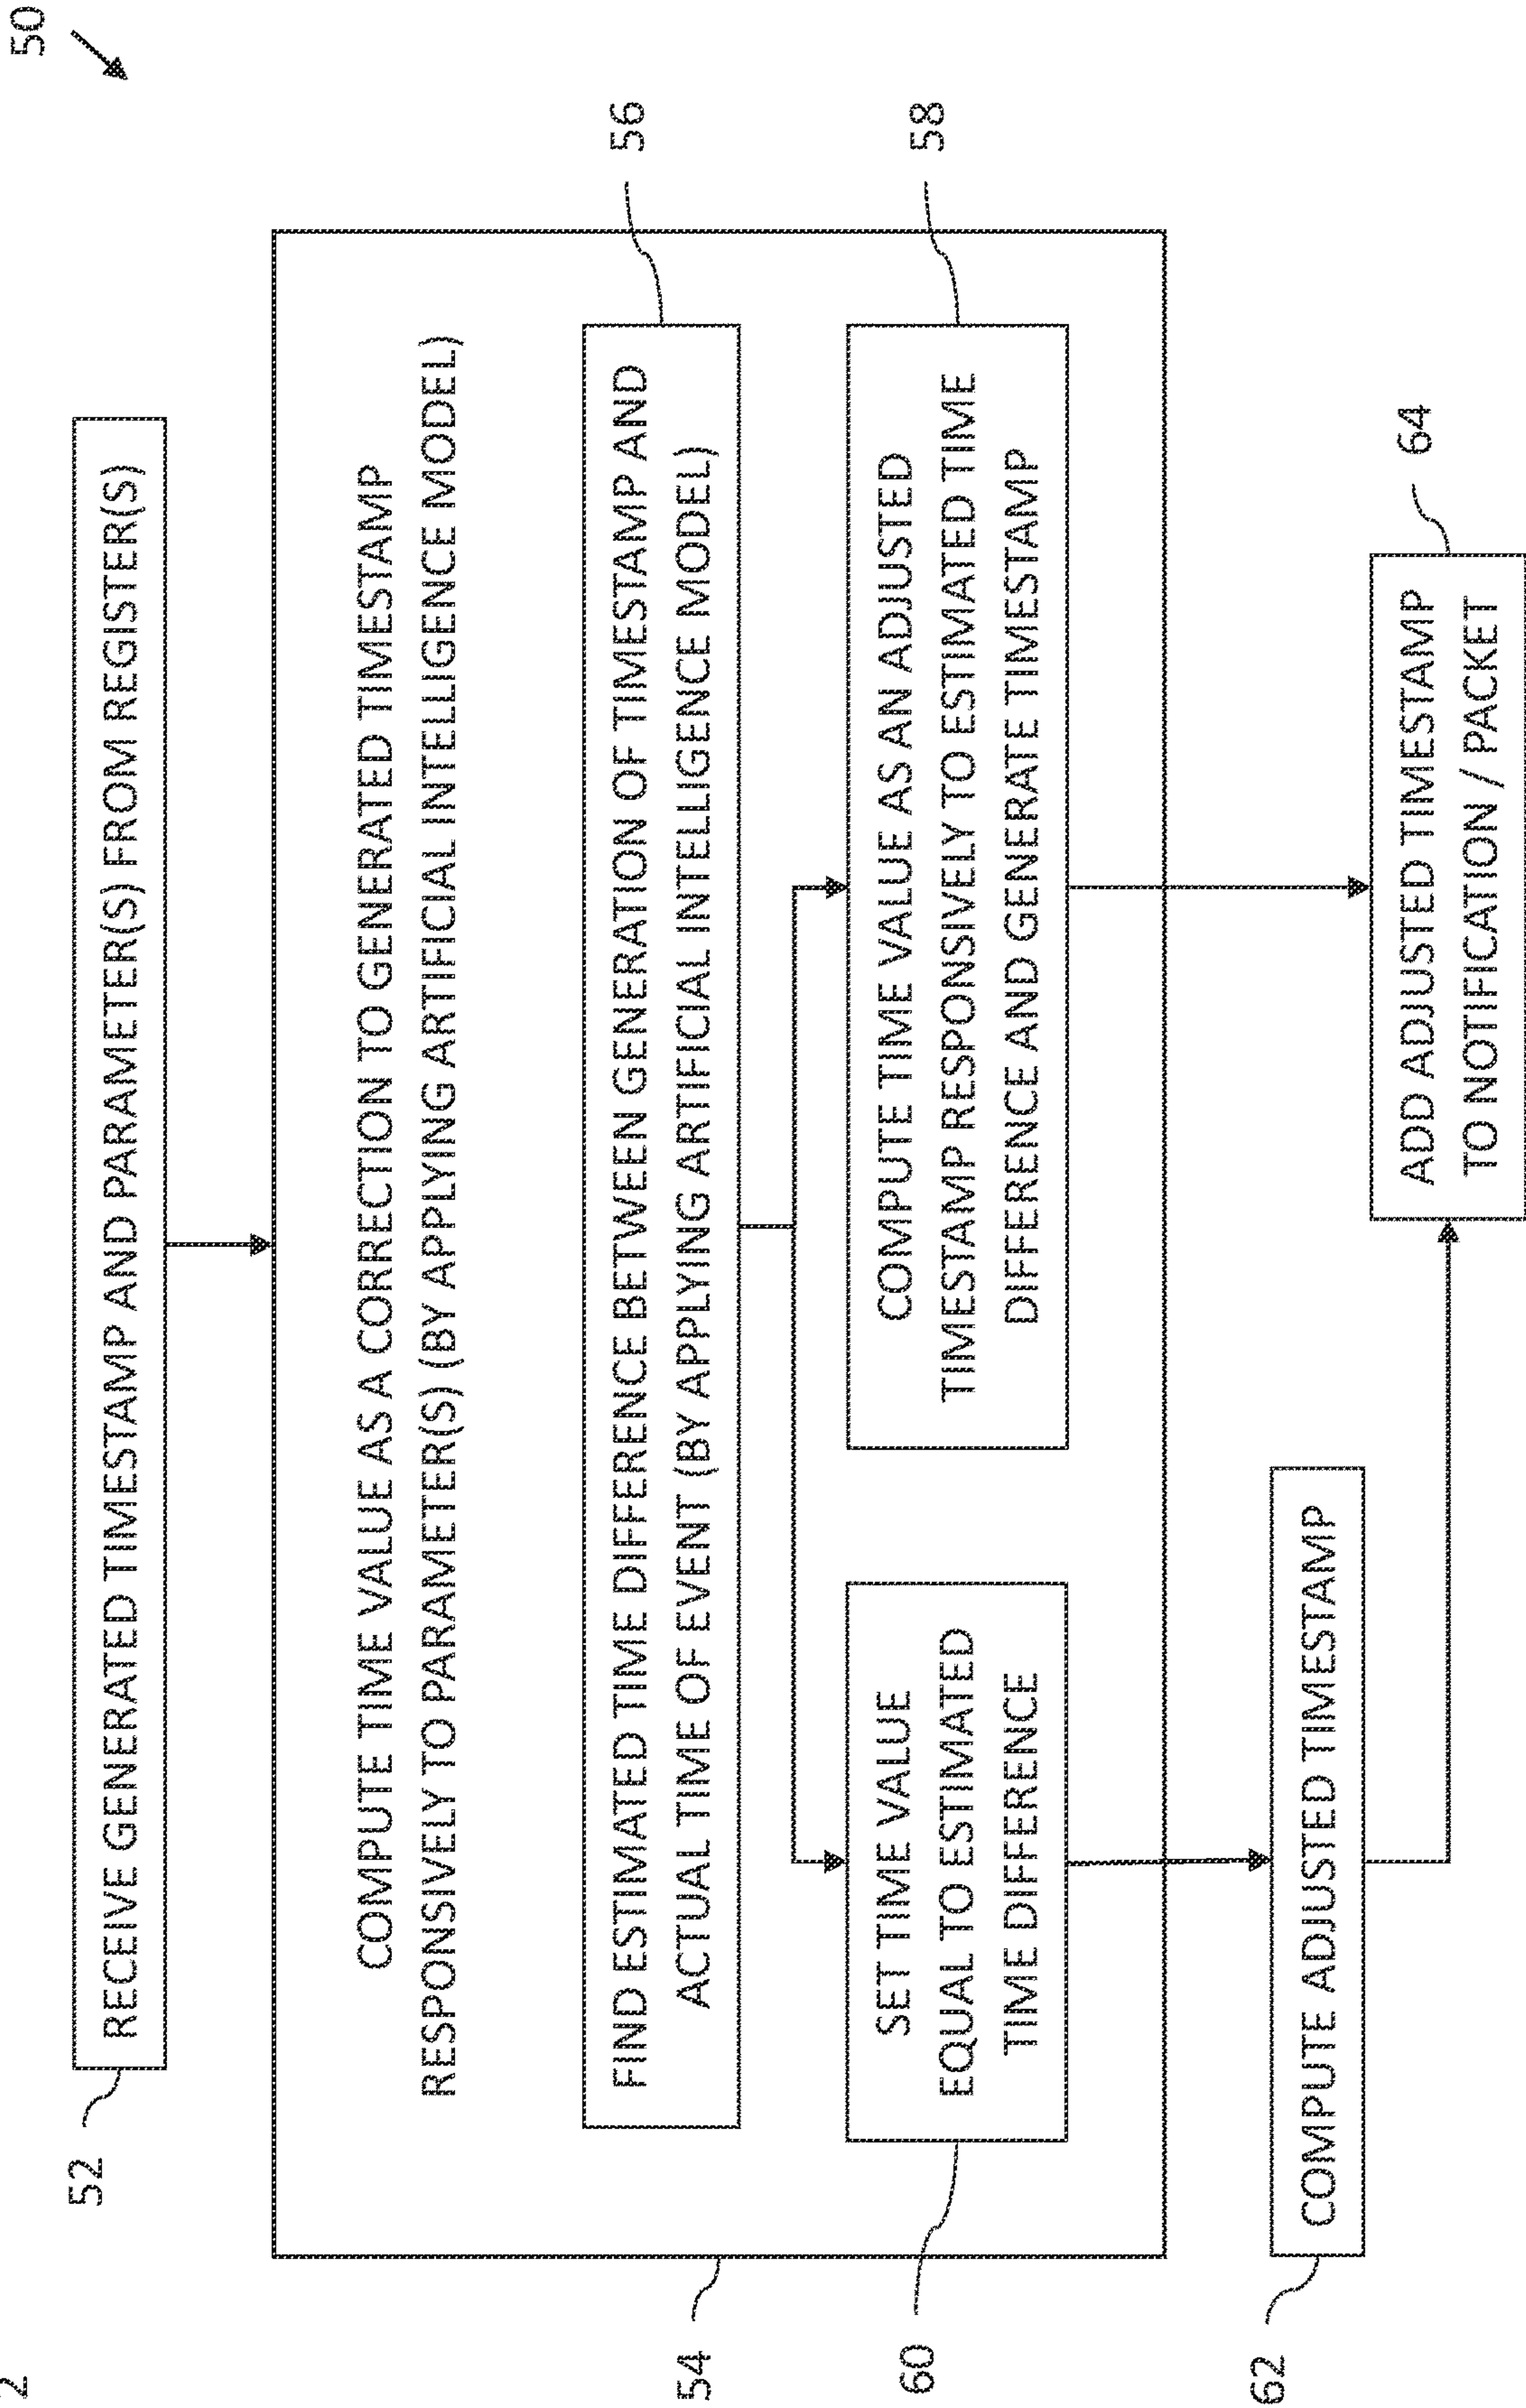 50
52
RECEIVE GENERATED TIMESTAMP AND PARAMETER(S) FROM REGISTER(S)
54
COMPUTE TIME VALUE AS A CORRECTION TO GENERATED TIMESTAMP
RESPONSIVELY TO PARAMETER(S) (BY APPLYING ARTIFICIAL INTELLIGENCE MODEL)
56
FIND ESTIMATED TIME DIFFERENCE BETWEEN GENERATION OF TIMESTAMP AND
ACTUAL TIME OF EVENT (BY APPLYING ARTIFICIAL INTELLIGENCE MODEL)
60
SET TIME VALUE
EQUAL TO ESTIMATED
TIME DIFFERENCE
58
COMPUTE TIME VALUE AS AN ADJUSTED
TIMESTAMP RESPONSIVELY TO ESTIMATED TIME
DIFFERENCE AND GENERATE TIMESTAMP
62
COMPUTE ADJUSTED TIMESTAMP
64
ADD ADJUSTED TIMESTAMP
TO NOTIFICATION / PACKET